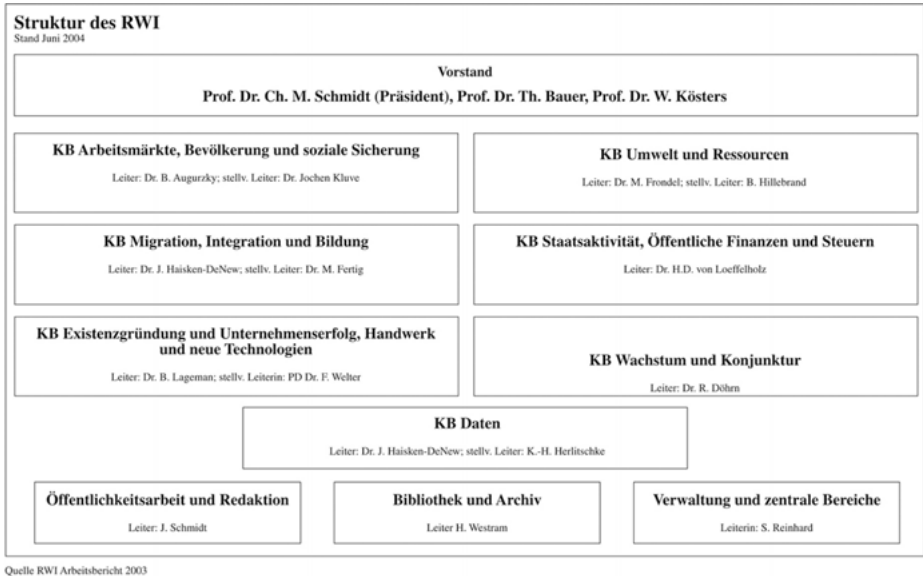 Struktur des RWI
Stand Juni 2004
Vorstand
Prof. Dr. Ch. M. Schmidt (Präsident), Prof. Dr. Th. Bauer, Prof. Dr. W. Kösters
KB Arbeitsmärkte, Bevölkerung und soziale Sicherung
Leiter: Dr. B. Augurzky; stellv. Leiter: Dr. Jochen Kluve
KB Umwelt und Ressourcen
Leiter: Dr. M. Frondel; stellv. Leiter: B. Hillebrand
KB Migration, Integration und Bildung
Leiter: Dr. J. Haisken-DeNew; stellv. Leiter: Dr. M. Fertig
KB Staatsaktivität, Öffentliche Finanzen und Steuern
Leiter: Dr. H.D. von Loeffelholz
KB Existenzgründung und Unternehmenserfolg, Handwerk
und neue Technologien
Leiter: Dr. B. Lageman; stellv. Leiterin: PD Dr. F. Welter
KB Wachstum und Konjunktur
Leiter: Dr. R. Döhrn
KB Daten
Leiter: Dr. J. Haisken-DeNew; stellv. Leiter: K.-H. Herlitschke
Öffentlichkeitsarbeit und Redaktion
Leiter: J. Schmidt
Bibliothek und Archiv
Leiter H. Westram
Verwaltung und zentrale Bereiche
Leiterin: S. Reinhard
Quelle RWI Arbeitsbericht 2003